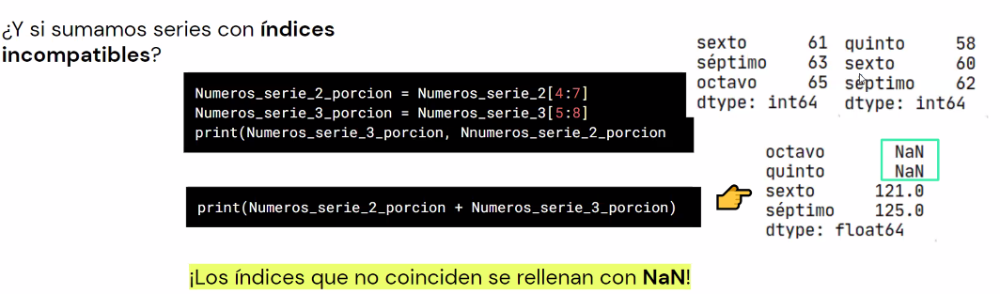 ¿Y si sumamos series con índices
incompatibles?
Numeros_serie_2_porcion = Numeros_serie_2[4:7]
Numeros_serie_3_porcion = Numeros_serie_3[5:8]
print(Numeros_serie_3_porcion, Nnumeros_serie_2_porcion
sexto 61
séptimo 63
octavo 65
dtype: int64
quinto 58
sexto 60
séptimo 62
dtype: int64
print(Numeros_serie_2_porcion + Numeros_serie_3_porcion)
octavo NaN
quinto NaN
sexto 121.0
séptimo 125.0
dtype: float64
¡Los índices que no coinciden se rellenan con NaN!